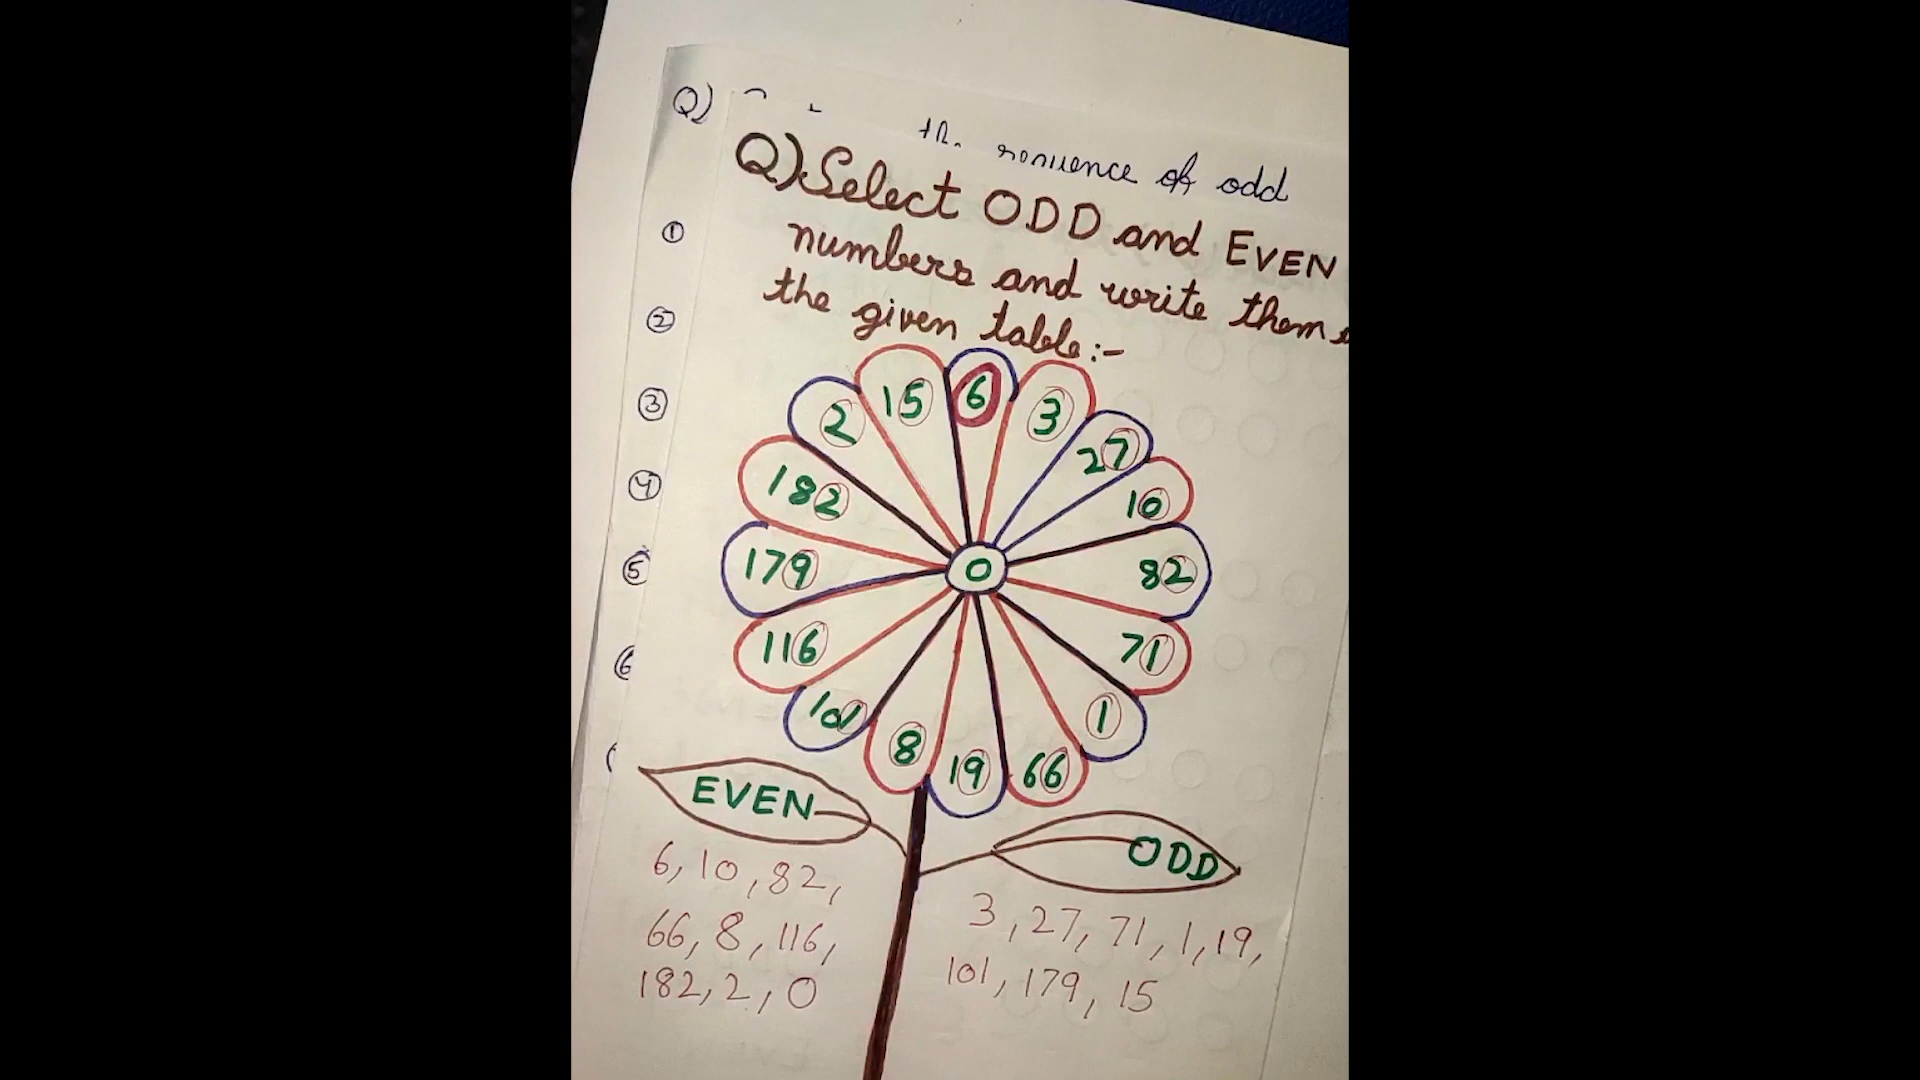 Q)
of odd
Q) Select ODD and EVEN
numbers and write them
the given table:-
6
15
3
2
27
182
10
179
0
82
116
71
101
1
8
19
66
EVEN
ODD
6, 10, 82,
66, 8, 116,
182, 2, 0
3, 27, 71, 1, 19,
101, 179, 15
1
2
3
4
5
6